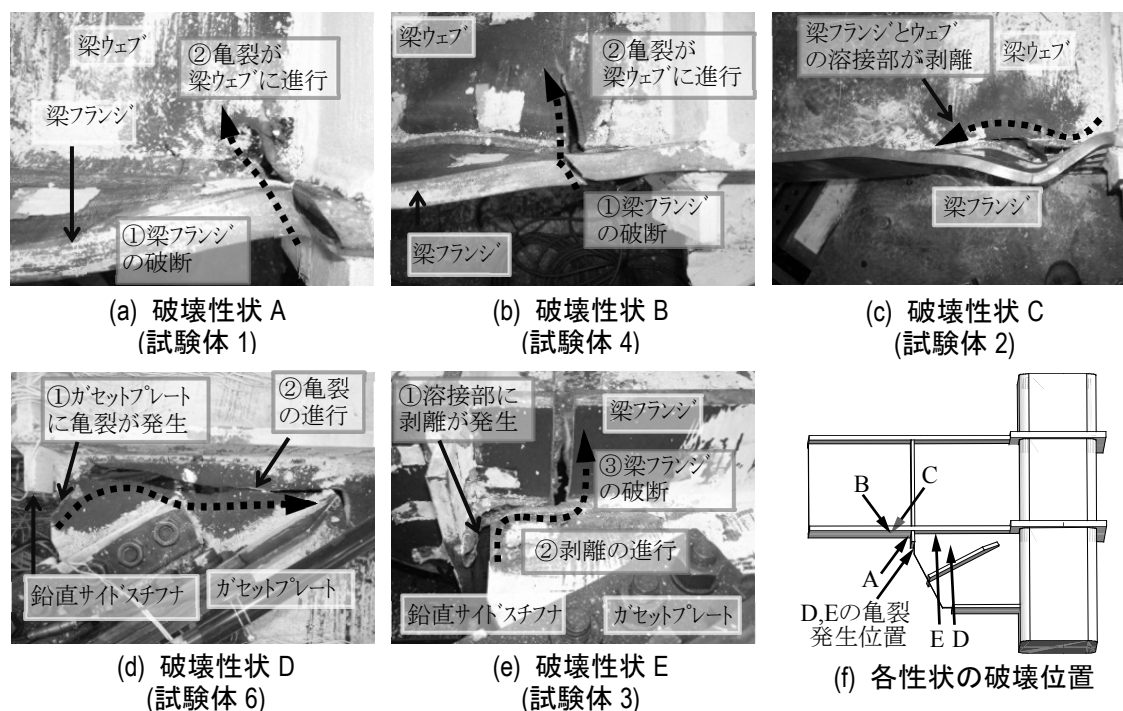 梁ウェブ
②亀裂が
梁ウェブに進行
梁フランジ
①梁フランジ
の破断
(a) 破壊性状 A
(試験体 1)
梁ウェブ
②亀裂が
梁ウェブに進行
①梁フランジ
の破断
梁フランジ
(b) 破壊性状 B
(試験体 4)
梁フランジとウェブ
の溶接部が剥離
梁ウェブ
梁フランジ
(c) 破壊性状 C
(試験体 2)
①ガセットプレート
に亀裂が発生
②亀裂
の進行
鉛直サイドスチフナ
ガセットプレート
(d) 破壊性状 D
(試験体 6)
①溶接部に
剥離が発生
梁フランジ
③梁フランジ
の破断
②剥離の進行
鉛直サイドスチフナ
ガセットプレート
(e) 破壊性状 E
(試験体 3)
B
C
A
D,Eの亀裂
発生位置
E
D
(f) 各性状の破壊位置